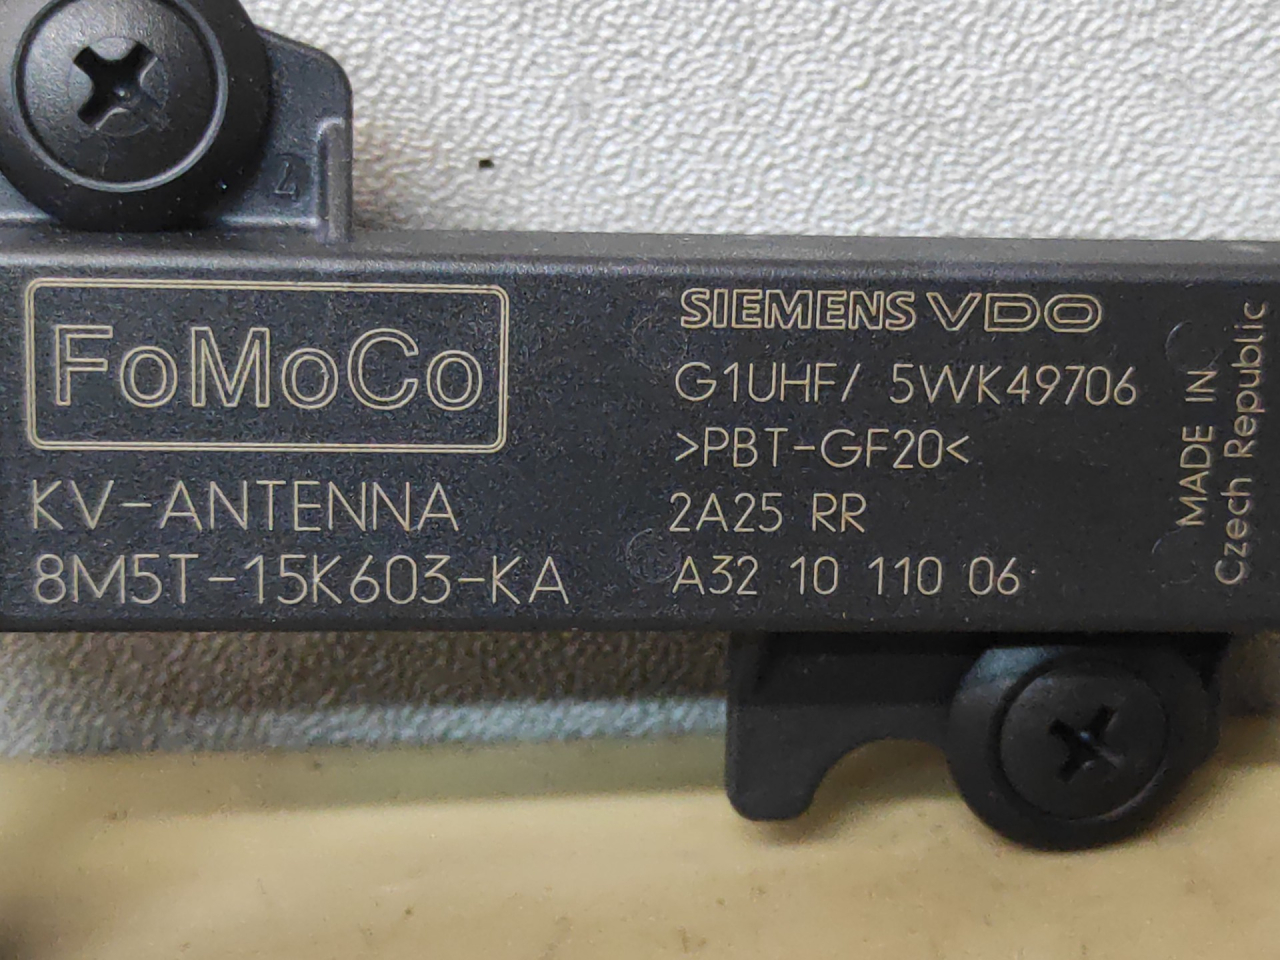 2
FoMoCo
KV-ANTENNA
8M5T-15K603-KA
SIEMENS VDO
G1UHF/ 5WK49706
>PBT-GF20<
2A25 RR
A32 10 110 06
MADE IN
Czech Republic